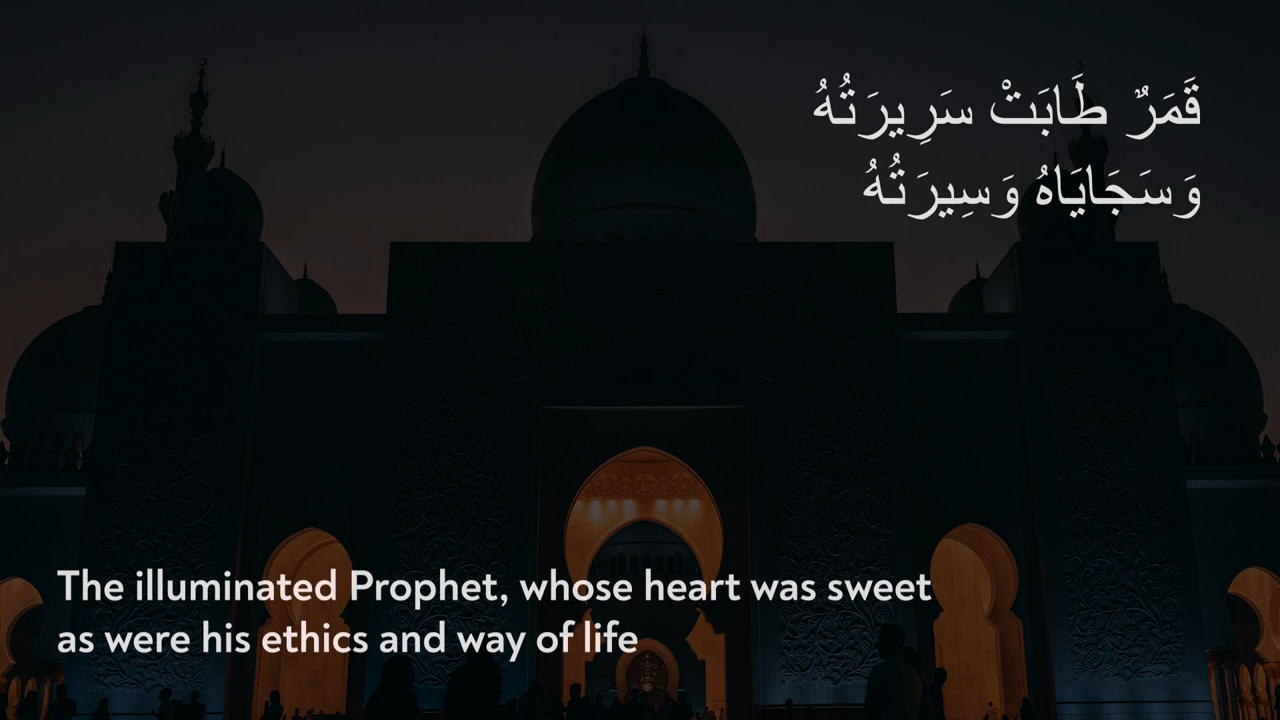 قَمَرٌ طَابَتْ سَرِيرَتُهُ
وَسَجَايَاهُ وَسِيرَتُهُ
The illuminated Prophet, whose heart was sweet
as were his ethics and way of life